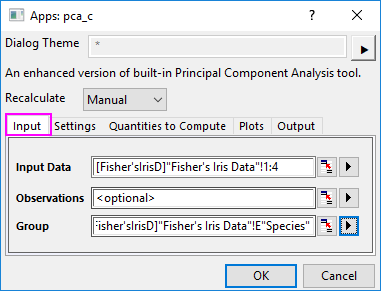 Apps: pca_c
Dialog Theme *
An enhanced version of built-in Principal Component Analysis tool.
Recalculate Manual
Input Settings Quantities to Compute Plots Output
Input Data [Fisher'sIrisD]"Fisher's Iris Data"!1:4
Observations <optional>
Group Fisher'sIrisD]"Fisher's Iris Data"!E"Species"
OK Cancel